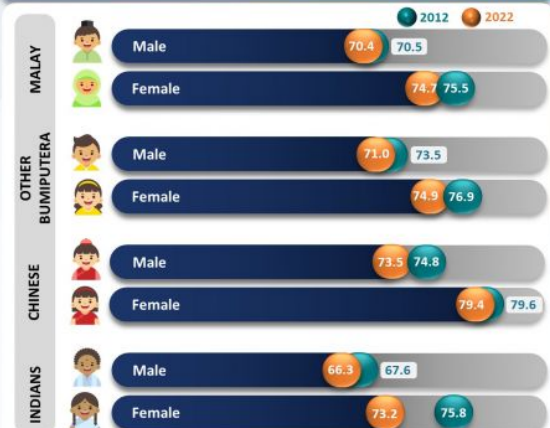 2012 2022
MALAY
Male 70.4 70.5
Female 74.7 75.5
OTHER
BUMIPUTERA
Male 71.0 73.5
Female 74.9 76.9
CHINESE
Male 73.5 74.8
Female 79.4 79.6
INDIANS
Male 66.3 67.6
Female 73.2 75.8